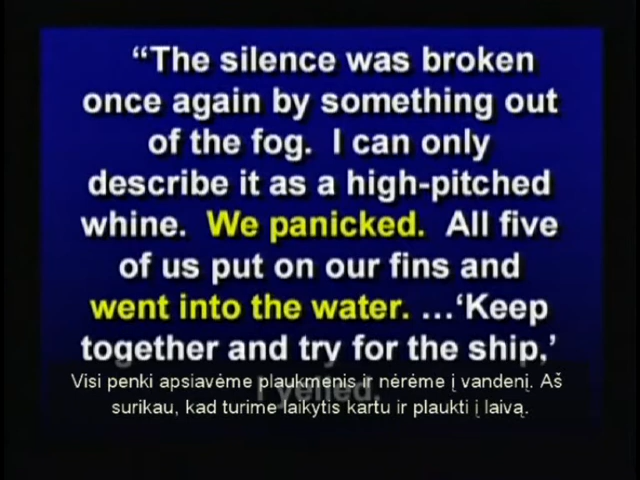 “The silence was broken
once again by something out
of the fog.  I can only
describe it as a high-pitched
whine.  We panicked.  All five
of us put on our fins and
went into the water. …‘Keep
together and try for the ship,’
I yelled.
Visi penki apsiavėme plaukmenis ir nėrėme į vandenį. Aš
surikau, kad turime laikytis kartu ir plaukti į laivą.